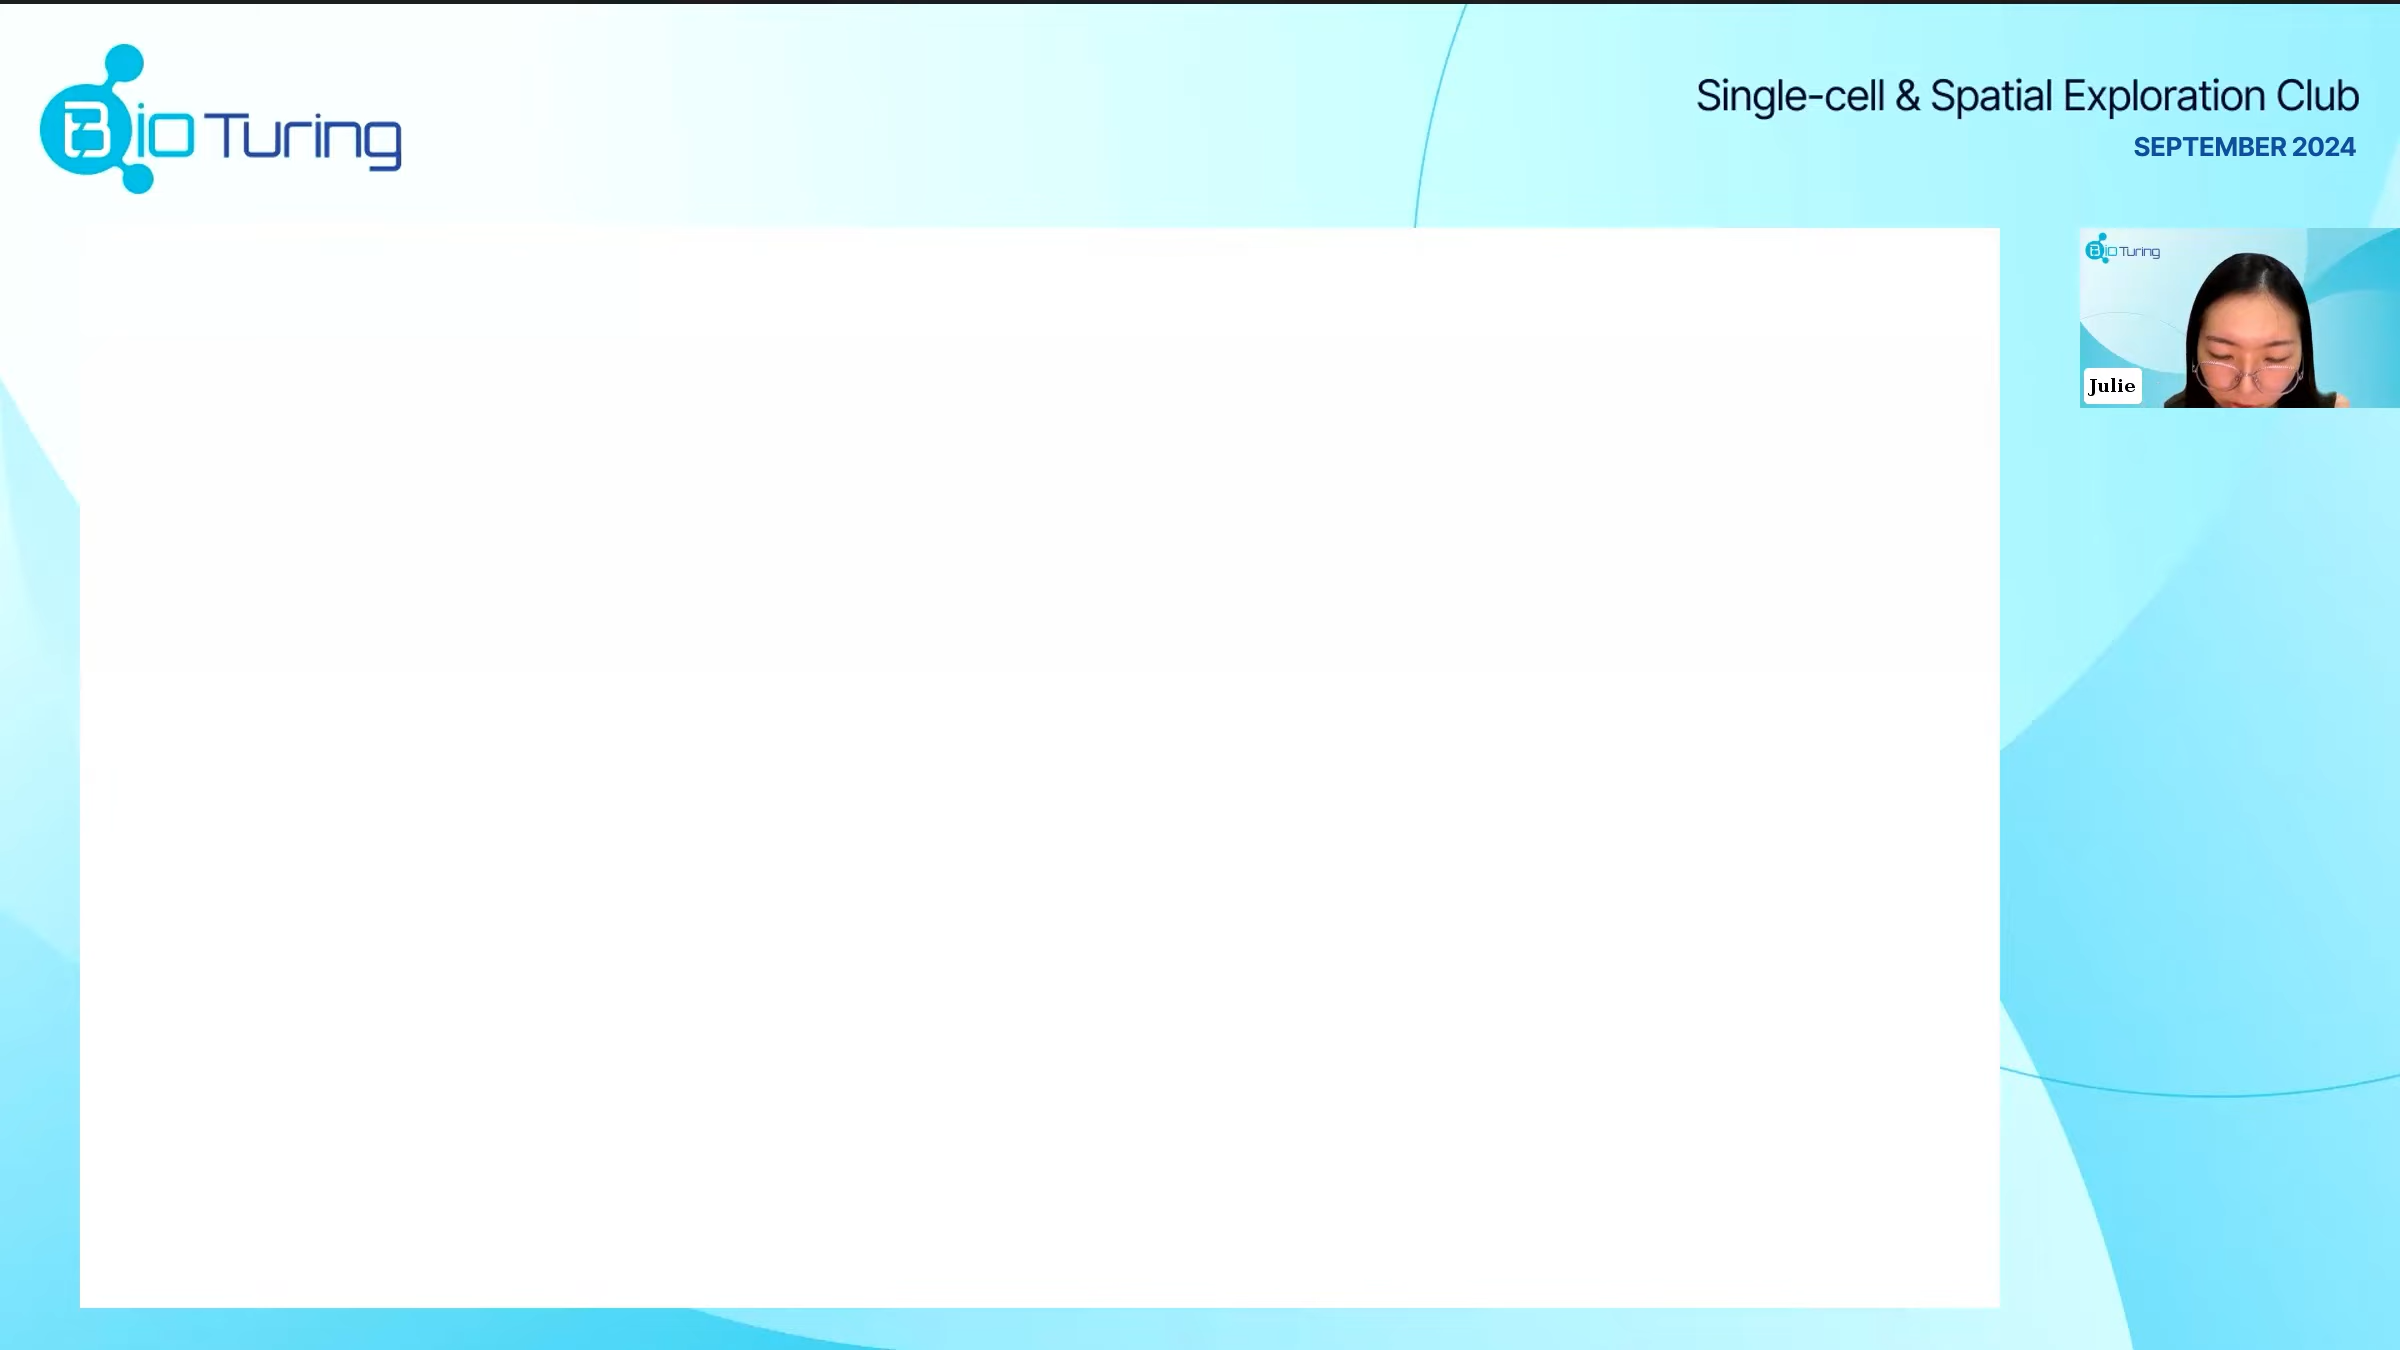 BioTuring
Single-cell & Spatial Exploration Club
SEPTEMBER 2024
BioTuring
Julie